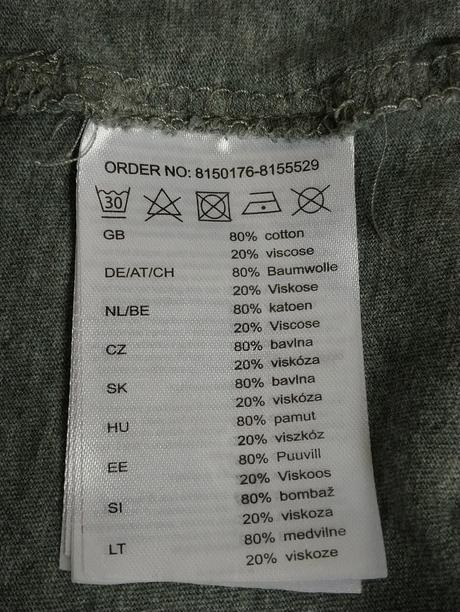 ORDER NO: 8150176-8155529
30
GB 80% cotton
20% viscose
DE/AT/CH 80% Baumwolle
20% Viskose
NL/BE 80% katoen
20% Viscose
CZ 80% bavlna
20% viskóza
SK 80% bavlna
20% viskóza
HU 80% pamut
20% viszkóz
EE 80% Puuvill
20% Viskoos
SI 80% bombaž
20% viskoza
LT 80% medvilne
20% viskoze